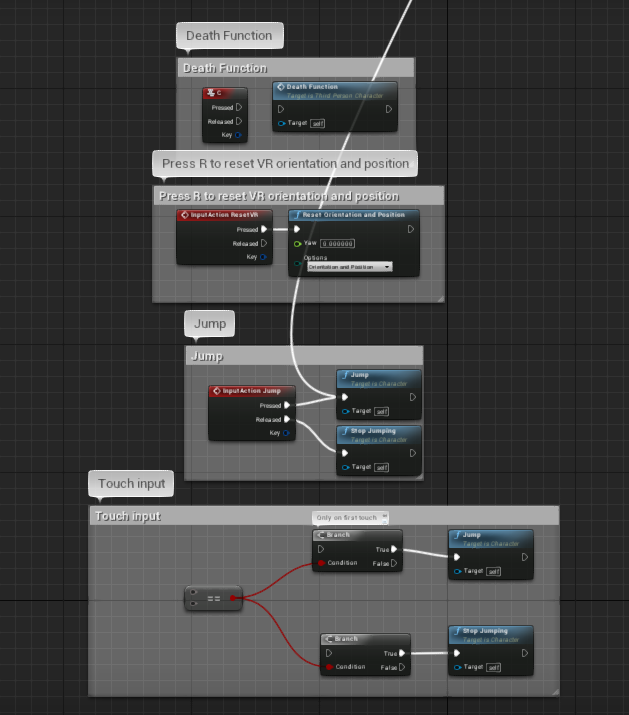 Death Function
Death Function
C
Pressed
Released
Key
Death Function
Target is Third Person Character
Target self
Press R to reset VR orientation and position
Press R to reset VR orientation and position
InputAction ResetVR
Pressed
Released
Key
Reset Orientation and Position
Yaw 0.000000
Options
Orientation and Position
Jump
Jump
InputAction Jump
Pressed
Released
Key
Jump
Target is Character
Target self
Stop Jumping
Target is Character
Target self
Touch input
Touch input
Only on first touch
Branch
True
Condition False
Jump
Target is Character
Target self
==
Branch
True
Condition False
Stop Jumping
Target is Character
Target self